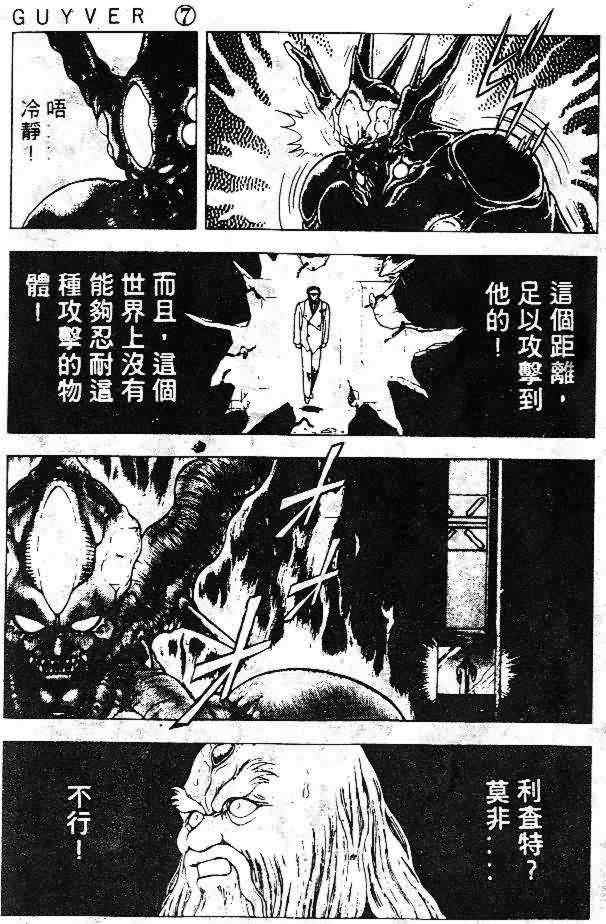 GUYVER ⑦
唔……
冷靜！
這個距離，
足以攻擊到
他的！
而且，這個
世界上沒有
能夠忍耐這
種攻擊的物
體！
利查特？
莫非……
不行！